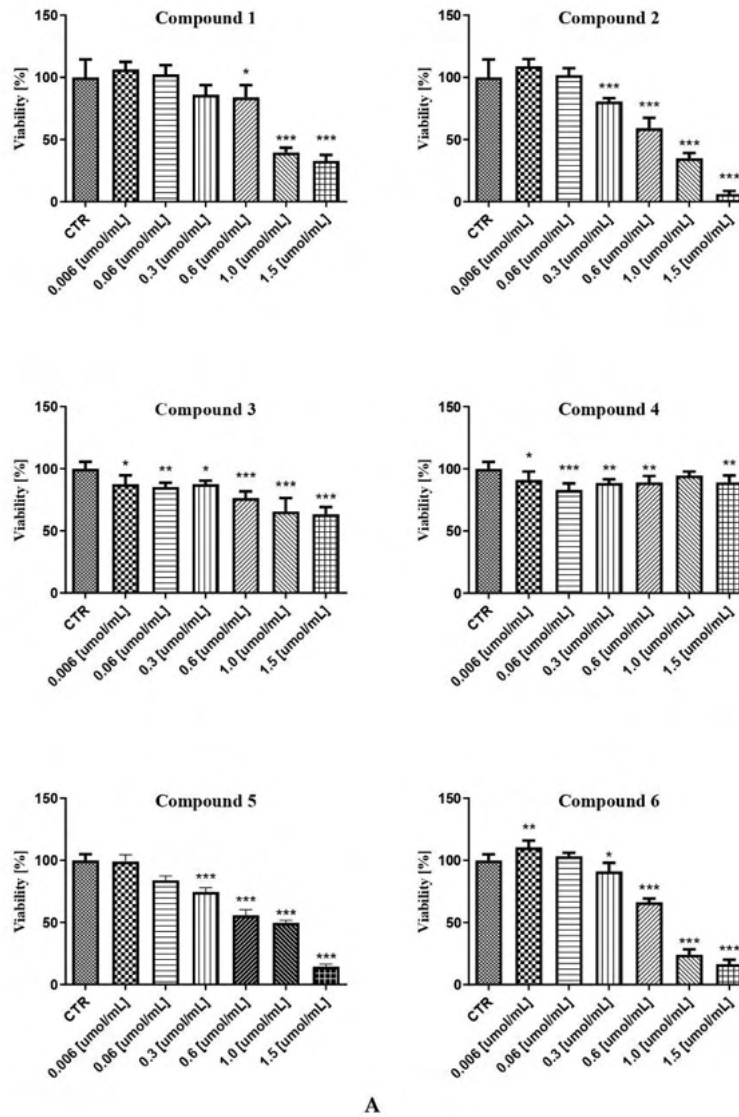 Compound 1
Viability [%]
150
100
50
0
*
***
***
CTR
0.006 [umol/mL]
0.06 [umol/mL]
0.3 [umol/mL]
0.6 [umol/mL]
1.0 [umol/mL]
1.5 [umol/mL]
Compound 2
Viability [%]
150
100
50
0
***
***
***
***
CTR
0.006 [umol/mL]
0.06 [umol/mL]
0.3 [umol/mL]
0.6 [umol/mL]
1.0 [umol/mL]
1.5 [umol/mL]
Compound 3
Viability [%]
150
100
50
0
*
**
*
***
***
***
CTR
0.006 [umol/mL]
0.06 [umol/mL]
0.3 [umol/mL]
0.6 [umol/mL]
1.0 [umol/mL]
1.5 [umol/mL]
Compound 4
Viability [%]
150
100
50
0
*
***
**
**
**
CTR
0.006 [umol/mL]
0.06 [umol/mL]
0.3 [umol/mL]
0.6 [umol/mL]
1.0 [umol/mL]
1.5 [umol/mL]
Compound 5
Viability [%]
150
100
50
0
***
***
***
***
CTR
0.006 [umol/mL]
0.06 [umol/mL]
0.3 [umol/mL]
0.6 [umol/mL]
1.0 [umol/mL]
1.5 [umol/mL]
Compound 6
Viability [%]
150
100
50
0
**
*
***
***
***
CTR
0.006 [umol/mL]
0.06 [umol/mL]
0.3 [umol/mL]
0.6 [umol/mL]
1.0 [umol/mL]
1.5 [umol/mL]
A